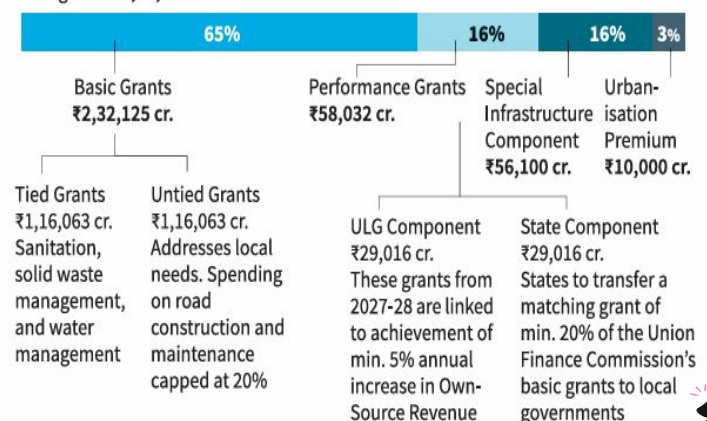 65%
16%
16%
3%
Basic Grants
₹2,32,125 cr.
Performance Grants
₹58,032 cr.
Special
Infrastructure
Component
₹56,100 cr.
Urban-
isation
Premium
₹10,000 cr.
Tied Grants
₹1,16,063 cr.
Sanitation,
solid waste
management,
and water
management
Untied Grants
₹1,16,063 cr.
Addresses local
needs. Spending
on road
construction and
maintenance
capped at 20%
ULG Component
₹29,016 cr.
These grants from
2027-28 are linked
to achievement of
min. 5% annual
increase in Own-
Source Revenue
State Component
₹29,016 cr.
States to transfer a
matching grant of
min. 20% of the Union
Finance Commission’s
basic grants to local
governments